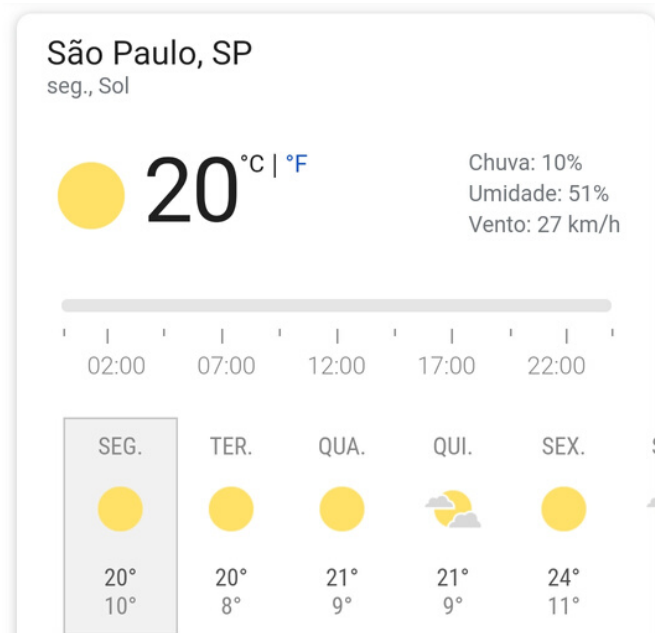 São Paulo, SP
seg., Sol
20 °C | °F
Chuva: 10%
Umidade: 51%
Vento: 27 km/h
02:00 07:00 12:00 17:00 22:00
SEG. TER. QUA. QUI. SEX.
20° 20° 21° 21° 24°
10° 8° 9° 9° 11°